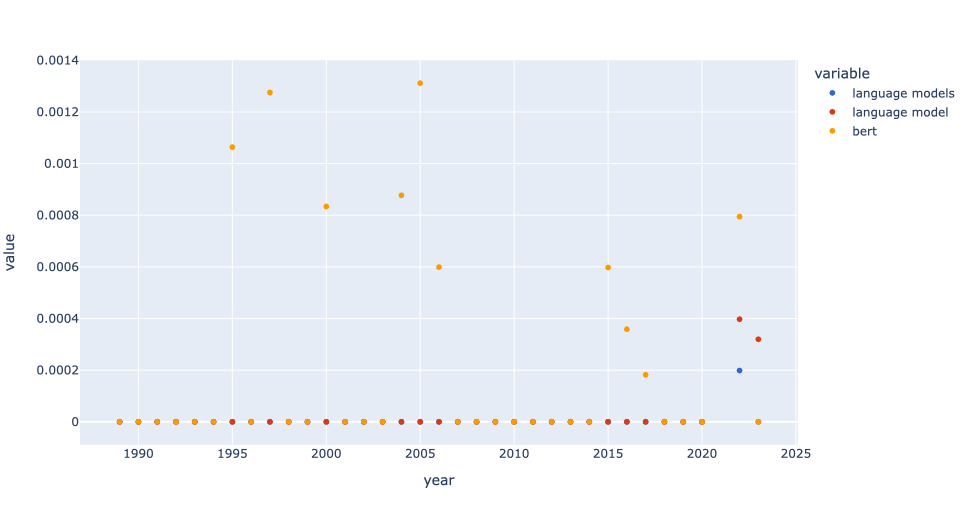 0.0014
0.0012
0.001
0.0008
0.0006
0.0004
0.0002
0
value
1990 1995 2000 2005 2010 2015 2020 2025
year
variable
language models
language model
bert